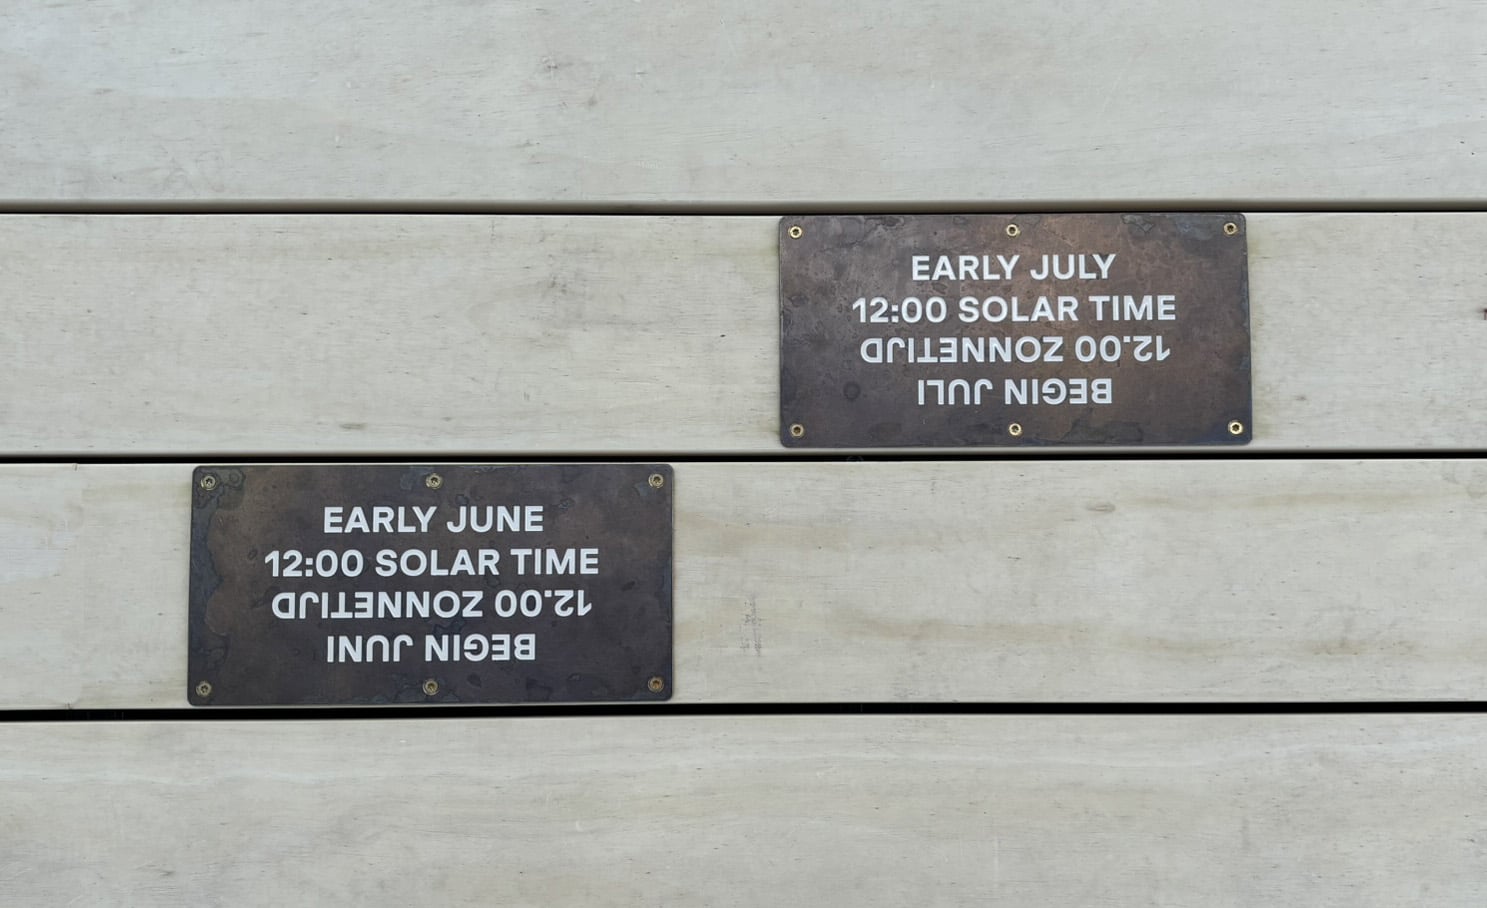 EARLY JULY
12:00 SOLAR TIME
12.00 ZONNETIJD
BEGIN JULI
EARLY JUNE
12:00 SOLAR TIME
12.00 ZONNETIJD
BEGIN JUNI